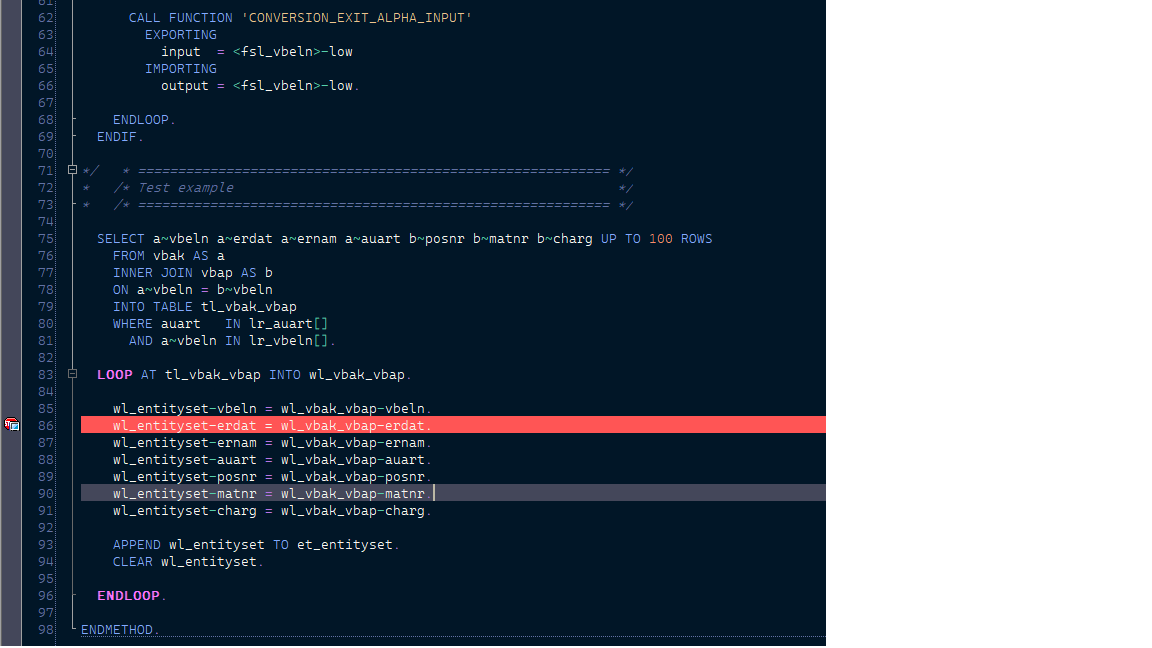 61
62 CALL FUNCTION 'CONVERSION_EXIT_ALPHA_INPUT'
63 EXPORTING
64 input = <fsl_vbeln>-low
65 IMPORTING
66 output = <fsl_vbeln>-low.
67
68 ENDLOOP.
69 ENDIF.
70
71 */ * =========================================================== */
72 * /* Test example */
73 * /* =========================================================== */
74
75 SELECT a~vbeln a~erdat a~ernam a~auart b~posnr b~matnr b~charg UP TO 100 ROWS
76 FROM vbak AS a
77 INNER JOIN vbap AS b
78 ON a~vbeln = b~vbeln
79 INTO TABLE tl_vbak_vbap
80 WHERE auart IN lr_auart[]
81 AND a~vbeln IN lr_vbeln[].
82
83 LOOP AT tl_vbak_vbap INTO wl_vbak_vbap.
84
85 wl_entityset-vbeln = wl_vbak_vbap-vbeln.
86 wl_entityset-erdat = wl_vbak_vbap-erdat.
87 wl_entityset-ernam = wl_vbak_vbap-ernam.
88 wl_entityset-auart = wl_vbak_vbap-auart.
89 wl_entityset-posnr = wl_vbak_vbap-posnr.
90 wl_entityset-matnr = wl_vbak_vbap-matnr.
91 wl_entityset-charg = wl_vbak_vbap-charg.
92
93 APPEND wl_entityset TO et_entityset.
94 CLEAR wl_entityset.
95
96 ENDLOOP.
97
98 ENDMETHOD.